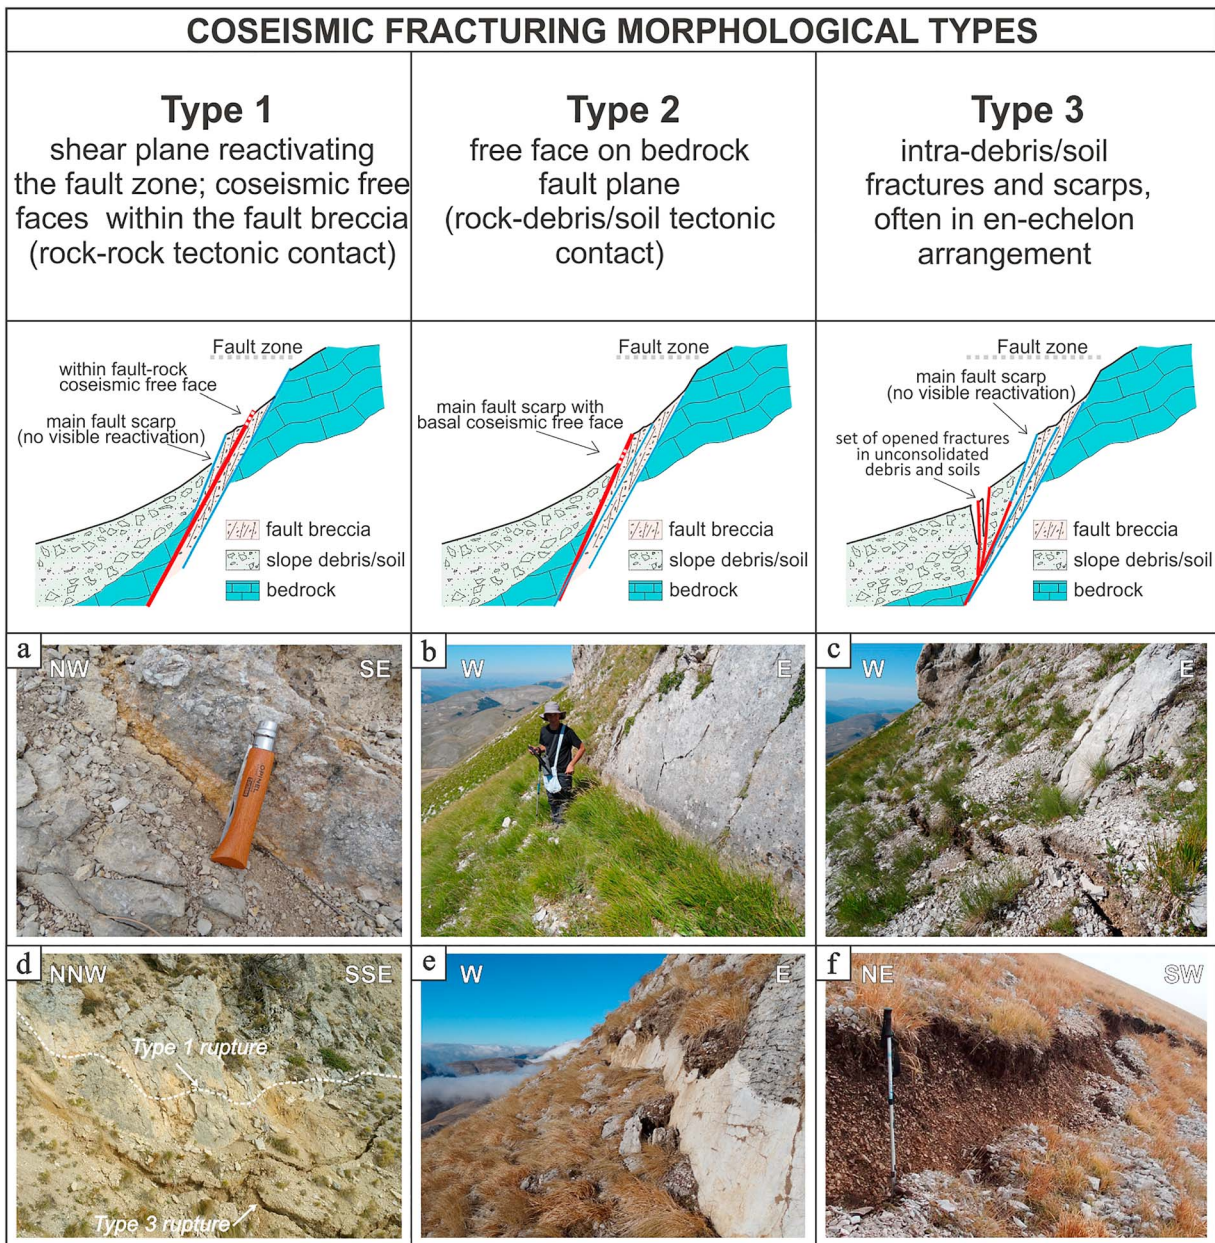 COSEISMIC FRACTURING MORPHOLOGICAL TYPES
Type 1
shear plane reactivating
the fault zone; coseismic free
faces within the fault breccia
(rock-rock tectonic contact)
Type 2
free face on bedrock
fault plane
(rock-debris/soil tectonic
contact)
Type 3
intra-debris/soil
fractures and scarps,
often in en-echelon
arrangement
Fault zone
within fault-rock
coseismic free face
main fault scarp
(no visible reactivation)
fault breccia
slope debris/soil
bedrock
Fault zone
main fault scarp with
basal coseismic free face
fault breccia
slope debris/soil
bedrock
Fault zone
main fault scarp
(no visible reactivation)
set of opened fractures
in unconsolidated
debris and soils
fault breccia
slope debris/soil
bedrock
a
NW
SE
OPINEL
b
W
E
c
W
E
d
NNW
SSE
Type 1 rupture
Type 3 rupture
e
W
E
f
NE
SW